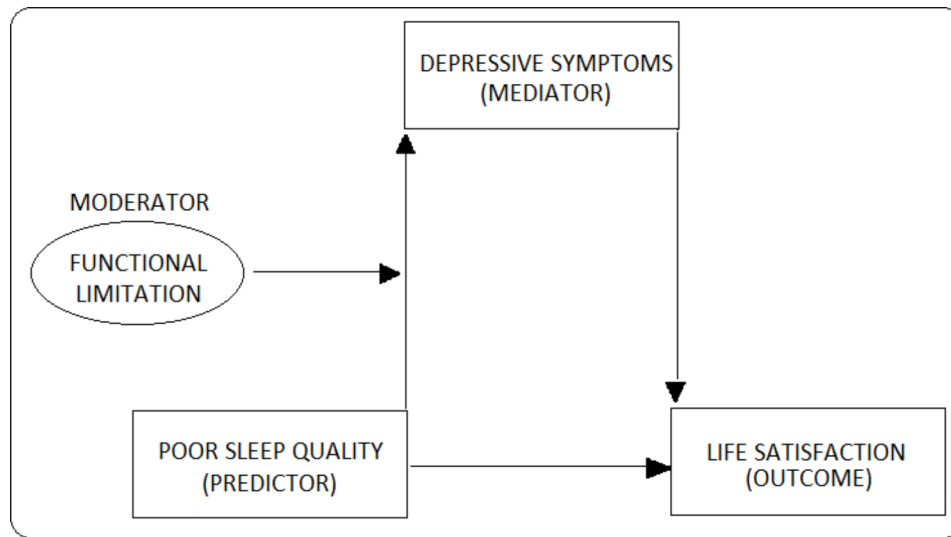 DEPRESSIVE SYMPTOMS
(MEDIATOR)
MODERATOR
FUNCTIONAL
LIMITATION
POOR SLEEP QUALITY
(PREDICTOR)
LIFE SATISFACTION
(OUTCOME)